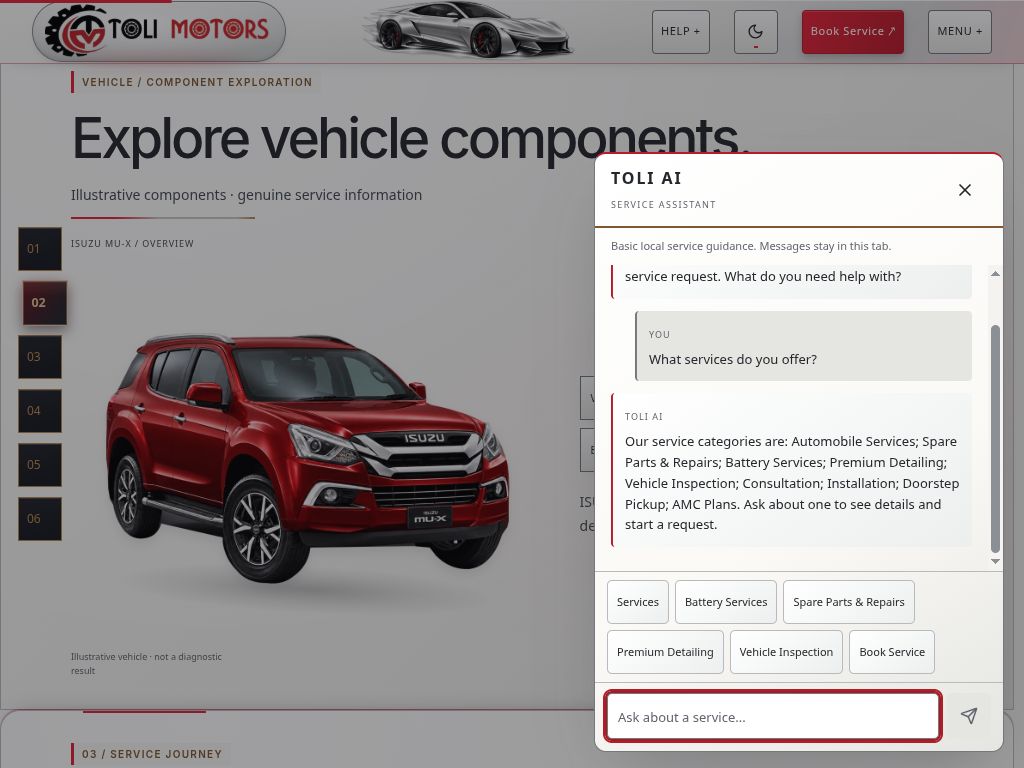 TOLI MOTORS
HELP +
Book Service ↗
MENU +
VEHICLE / COMPONENT EXPLORATION
Explore vehicle components.
Illustrative components · genuine service information
ISUZU MU-X / OVERVIEW
01
02
03
04
05
06
ISUZU
mu-x
Illustrative vehicle · not a diagnostic
result
03 / SERVICE JOURNEY
TOLI AI
SERVICE ASSISTANT
Basic local service guidance. Messages stay in this tab.
service request. What do you need help with?
YOU
What services do you offer?
TOLI AI
Our service categories are: Automobile Services; Spare
Parts & Repairs; Battery Services; Premium Detailing;
Vehicle Inspection; Consultation; Installation; Doorstep
Pickup; AMC Plans. Ask about one to see details and
start a request.
Services
Battery Services
Spare Parts & Repairs
Premium Detailing
Vehicle Inspection
Book Service
Ask about a service...